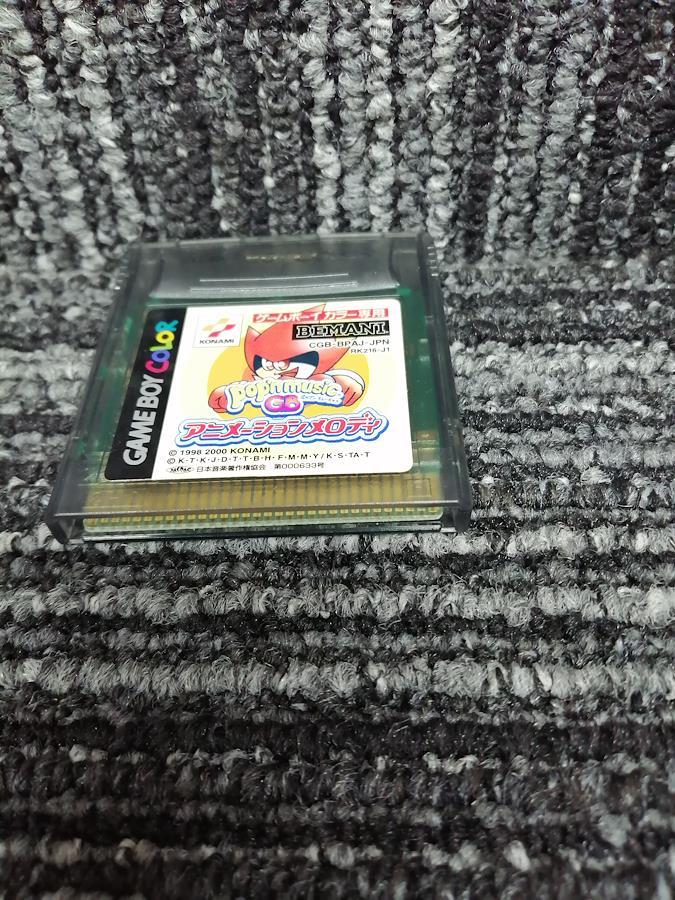 GAME BOY COLOR
KONAMI
ゲームボーイカラー専用
BEMANI
CGB-BPAJ-JPN
RK216-J1
pop'n music
GB
アニメーションメロディ
© 1998 2000 KONAMI
© K・T・K・J・D・T・T・B・H・F・M・M・Y/K・S・TA・T
日本音楽著作権協会 第000633号